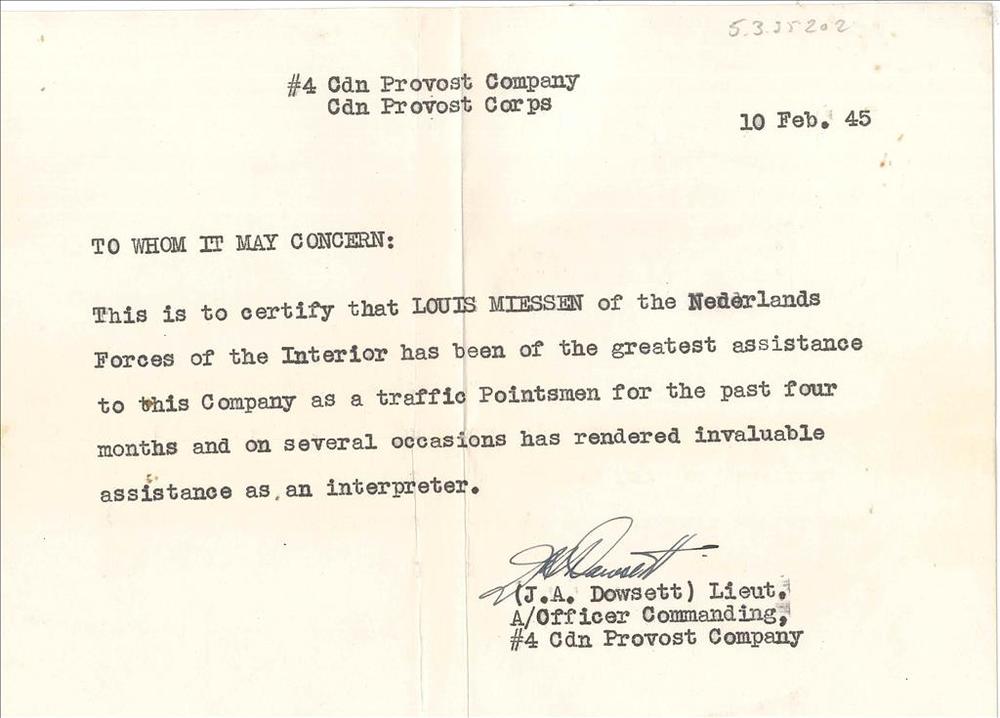 5.3.25202
#4 Cdn Provost Company
Cdn Provost Corps
10 Feb. 45
TO WHOM IT MAY CONCERN:
This is to certify that LOUIS MIESSEN of the Nederlands
Forces of the Interior has been of the greatest assistance
to this Company as a traffic Pointsmen for the past four
months and on several occasions has rendered invaluable
assistance as an interpreter.
JADowsett
(J.A. Dowsett) Lieut.
A/Officer Commanding,
#4 Cdn Provost Company